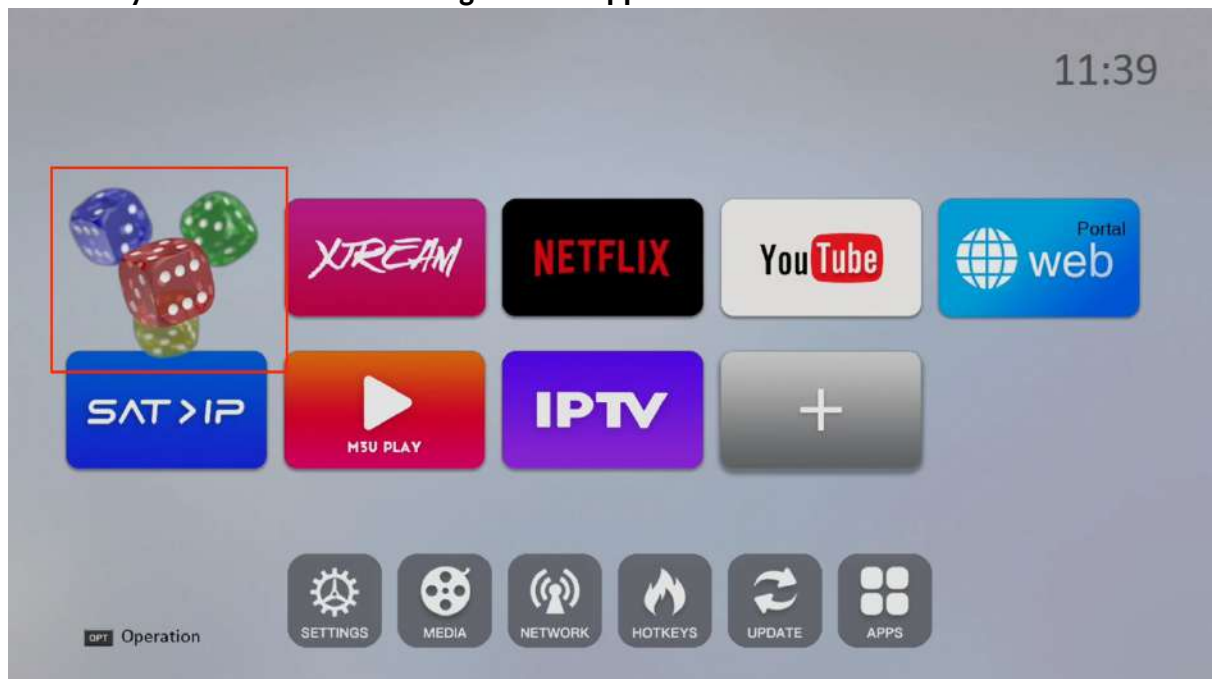 11:39
XTREAM
NETFLIX
YouTube
Portal
web
SAT>IP
M3U PLAY
IPTV
+
SETTINGS
MEDIA
NETWORK
HOTKEYS
UPDATE
APPS
OPT Operation